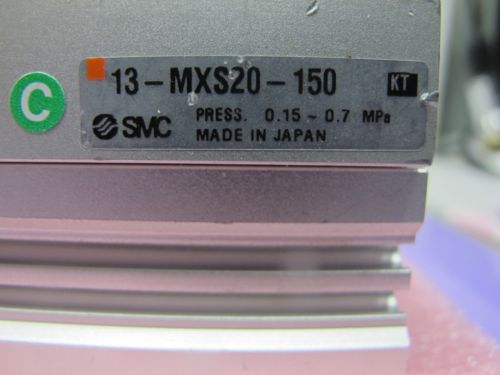 13-MXS20-150 KT
SMC PRESS. 0.15 ~ 0.7 MPa
MADE IN JAPAN
C